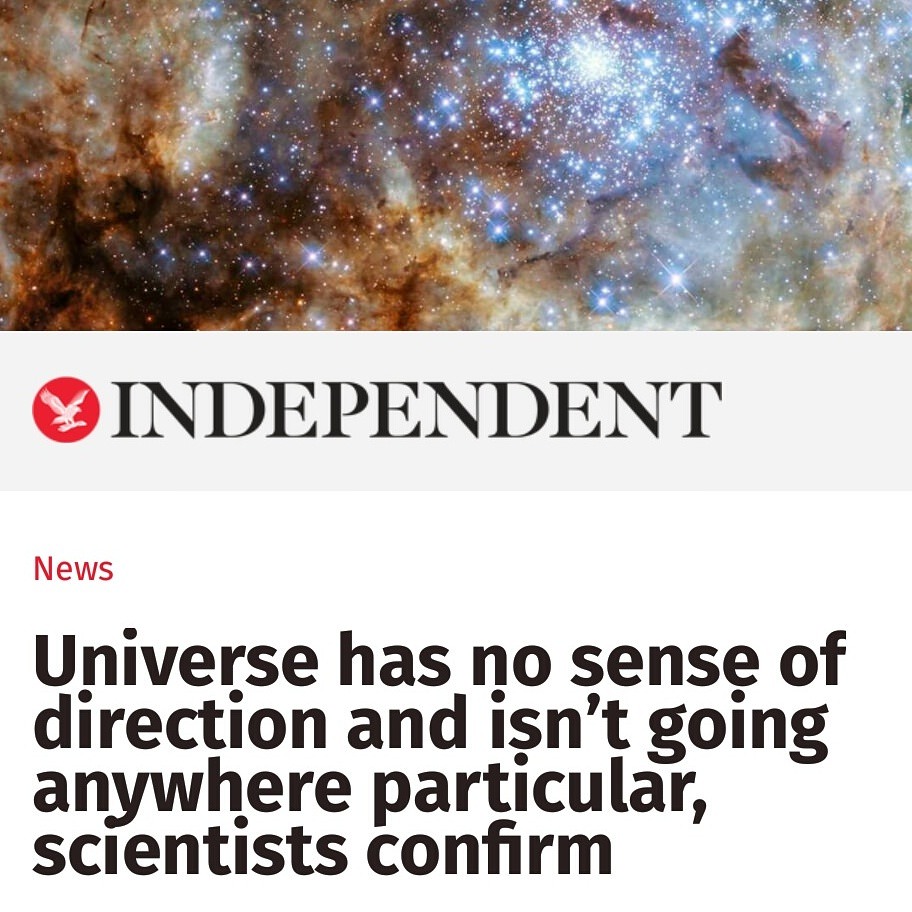 INDEPENDENT
News
Universe has no sense of
direction and isn’t going
anywhere particular,
scientists confirm